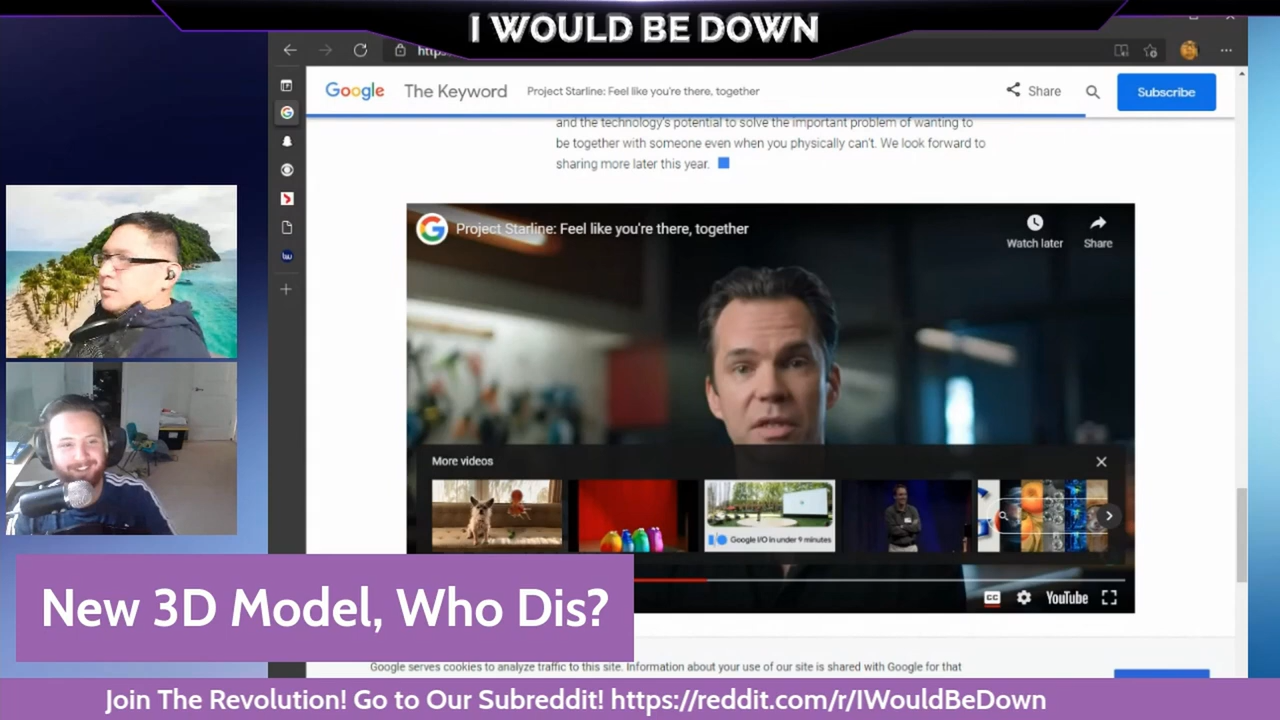 I WOULD BE DOWN
Google The Keyword Project Starline: Feel like you're there, together Share Subscribe
and the technology's potential to solve the important problem of wanting to
be together with someone even when you physically can't. We look forward to
sharing more later this year.
Project Starline: Feel like you're there, together
Watch later Share
More videos
Google I/O in under 9 minutes
CC YouTube
New 3D Model, Who Dis?
Google serves cookies to analyze traffic to this site. Information about your use of our site is shared with Google for that
Join The Revolution! Go to Our Subreddit! https://reddit.com/r/IWouldBeDown